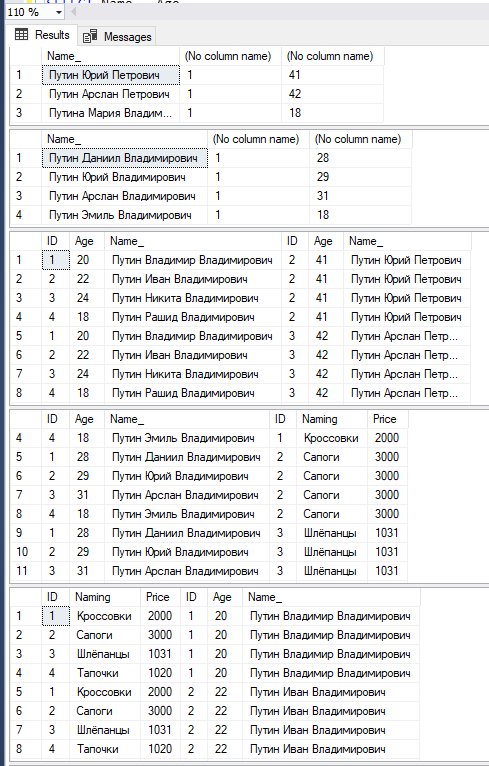 SELECT Name_, Age
110 %
Results Messages
Name_ (No column name) (No column name)
1 Путин Юрий Петрович 1 41
2 Путин Арслан Петрович 1 42
3 Путина Мария Владим... 1 18
Name_ (No column name) (No column name)
1 Путин Даниил Владимирович 1 28
2 Путин Юрий Владимирович 1 29
3 Путин Арслан Владимирович 1 31
4 Путин Эмиль Владимирович 1 18
ID Age Name_ ID Age Name_
1 1 20 Путин Владимир Владимирович 2 41 Путин Юрий Петрович
2 2 22 Путин Иван Владимирович 2 41 Путин Юрий Петрович
3 3 24 Путин Никита Владимирович 2 41 Путин Юрий Петрович
4 4 18 Путин Рашид Владимирович 2 41 Путин Юрий Петрович
5 1 20 Путин Владимир Владимирович 3 42 Путин Арслан Петр...
6 2 22 Путин Иван Владимирович 3 42 Путин Арслан Петр...
7 3 24 Путин Никита Владимирович 3 42 Путин Арслан Петр...
8 4 18 Путин Рашид Владимирович 3 42 Путин Арслан Петр...
ID Age Name_ ID Naming Price
4 4 18 Путин Эмиль Владимирович 1 Кроссовки 2000
5 1 28 Путин Даниил Владимирович 2 Сапоги 3000
6 2 29 Путин Юрий Владимирович 2 Сапоги 3000
7 3 31 Путин Арслан Владимирович 2 Сапоги 3000
8 4 18 Путин Эмиль Владимирович 2 Сапоги 3000
9 1 28 Путин Даниил Владимирович 3 Шлёпанцы 1031
10 2 29 Путин Юрий Владимирович 3 Шлёпанцы 1031
11 3 31 Путин Арслан Владимирович 3 Шлёпанцы 1031
ID Naming Price ID Age Name_
1 1 Кроссовки 2000 1 20 Путин Владимир Владимирович
2 2 Сапоги 3000 1 20 Путин Владимир Владимирович
3 3 Шлёпанцы 1031 1 20 Путин Владимир Владимирович
4 4 Тапочки 1020 1 20 Путин Владимир Владимирович
5 1 Кроссовки 2000 2 22 Путин Иван Владимирович
6 2 Сапоги 3000 2 22 Путин Иван Владимирович
7 3 Шлёпанцы 1031 2 22 Путин Иван Владимирович
8 4 Тапочки 1020 2 22 Путин Иван Владимирович